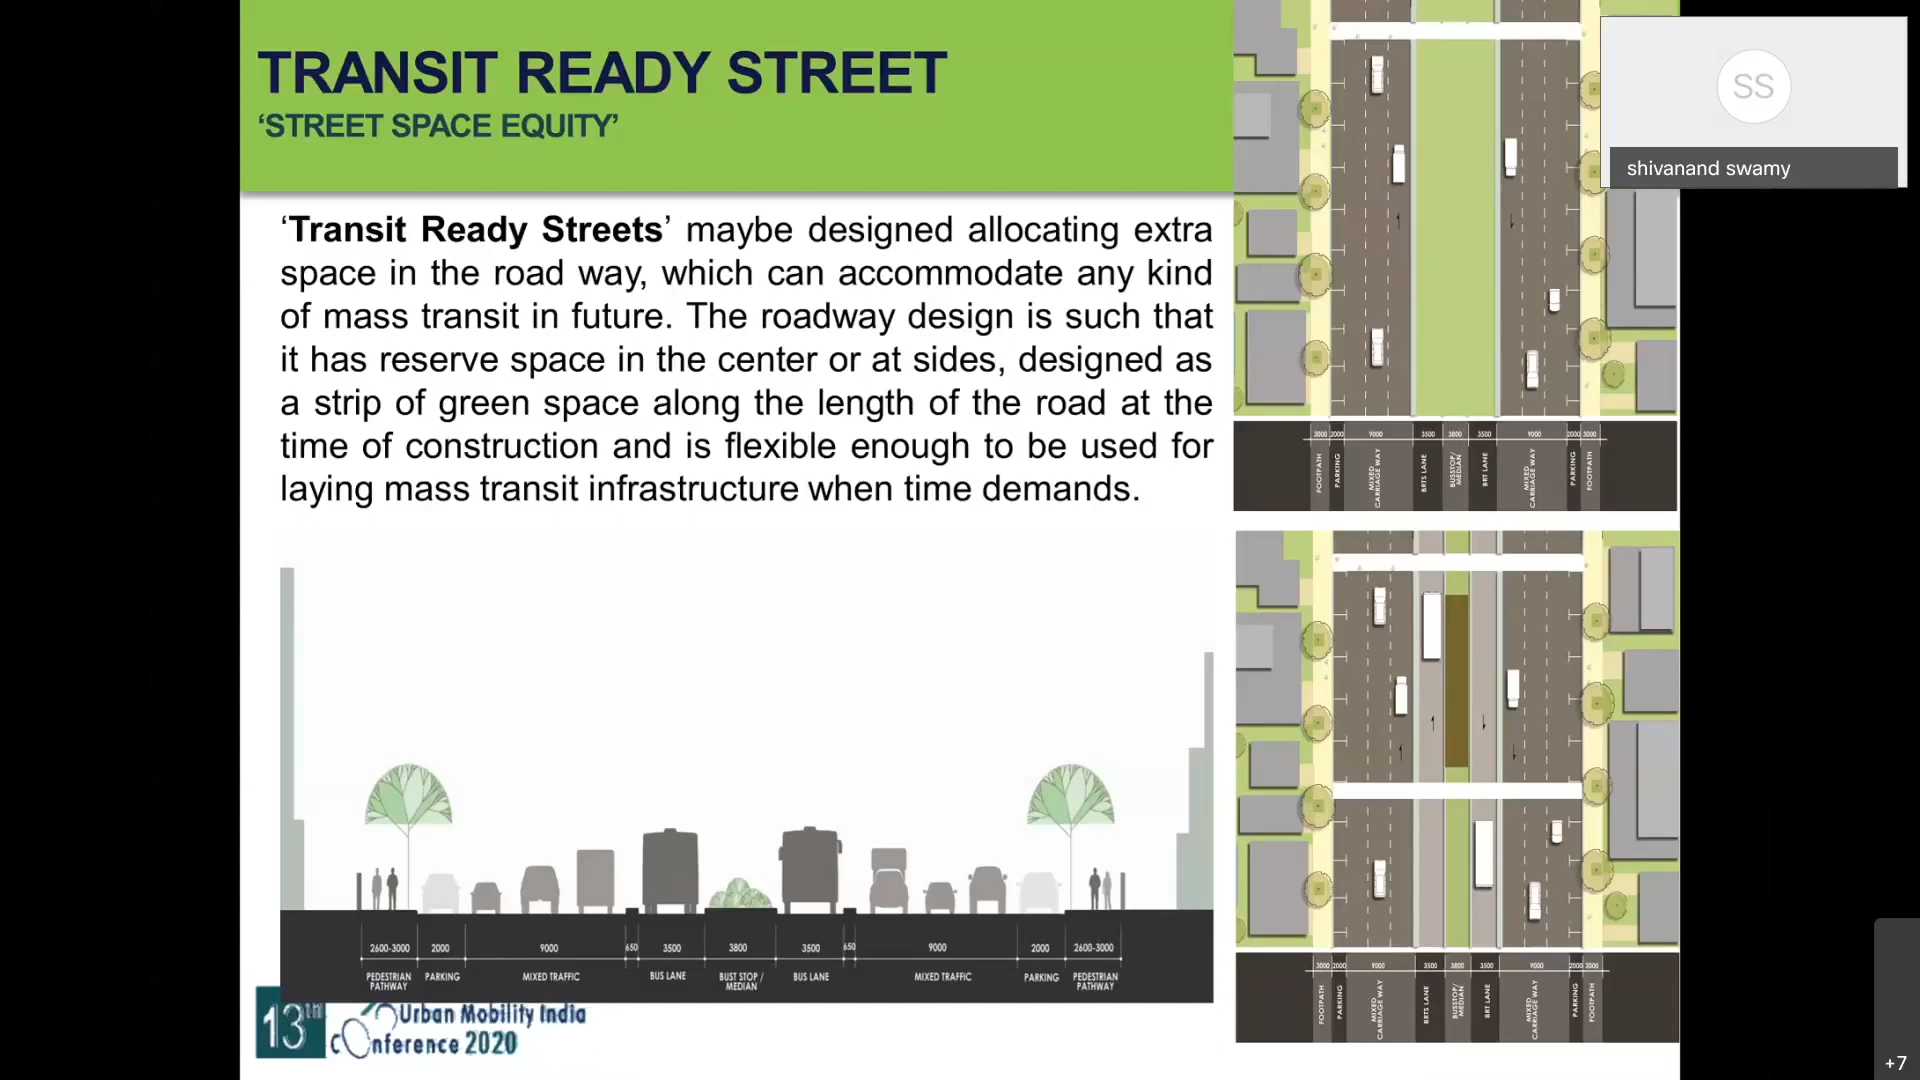 TRANSIT READY STREET
‘STREET SPACE EQUITY’
‘Transit Ready Streets’ maybe designed allocating extra
space in the road way, which can accommodate any kind
of mass transit in future. The roadway design is such that
it has reserve space in the center or at sides, designed as
a strip of green space along the length of the road at the
time of construction and is flexible enough to be used for
laying mass transit infrastructure when time demands.
2600-3000 2000 9000 650 3500 3800 3500 650 9000 2000 2600-3000
PEDESTRIAN PARKING MIXED TRAFFIC BUS LANE BUST STOP / BUS LANE MIXED TRAFFIC PARKING PEDESTRIAN
PATHWAY MEDIAN PATHWAY
13th Urban Mobility India
Conference 2020
SS
shivanand swamy
3000 2000 9000 3500 3800 3500 9000 2000 3000
FOOTPATH
PARKING
MIXED
CARRIAGE WAY
BRTS LANE
BUSSTOP/
MEDIAN
BRT LANE
MIXED
CARRIAGE WAY
PARKING
FOOTPATH
3000 2000 9000 3500 3800 3500 9000 2000 3000
FOOTPATH
PARKING
MIXED
CARRIAGE WAY
BRTS LANE
BUSSTOP/
MEDIAN
BRT LANE
MIXED
CARRIAGE WAY
PARKING
FOOTPATH
+7